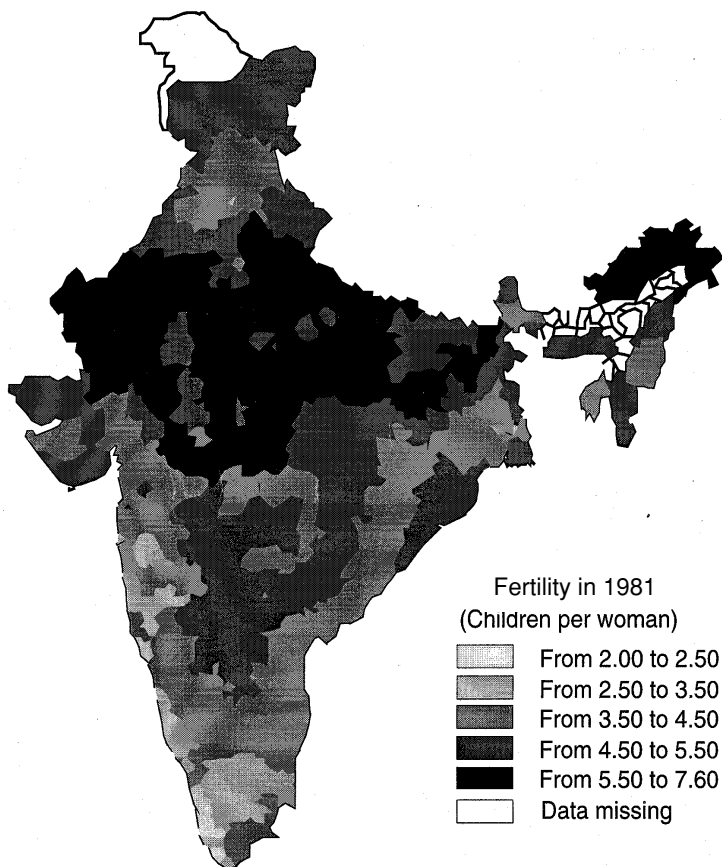 Fertility in 1981
(Children per woman)
From 2.00 to 2.50
From 2.50 to 3.50
From 3.50 to 4.50
From 4.50 to 5.50
From 5.50 to 7.60
Data missing